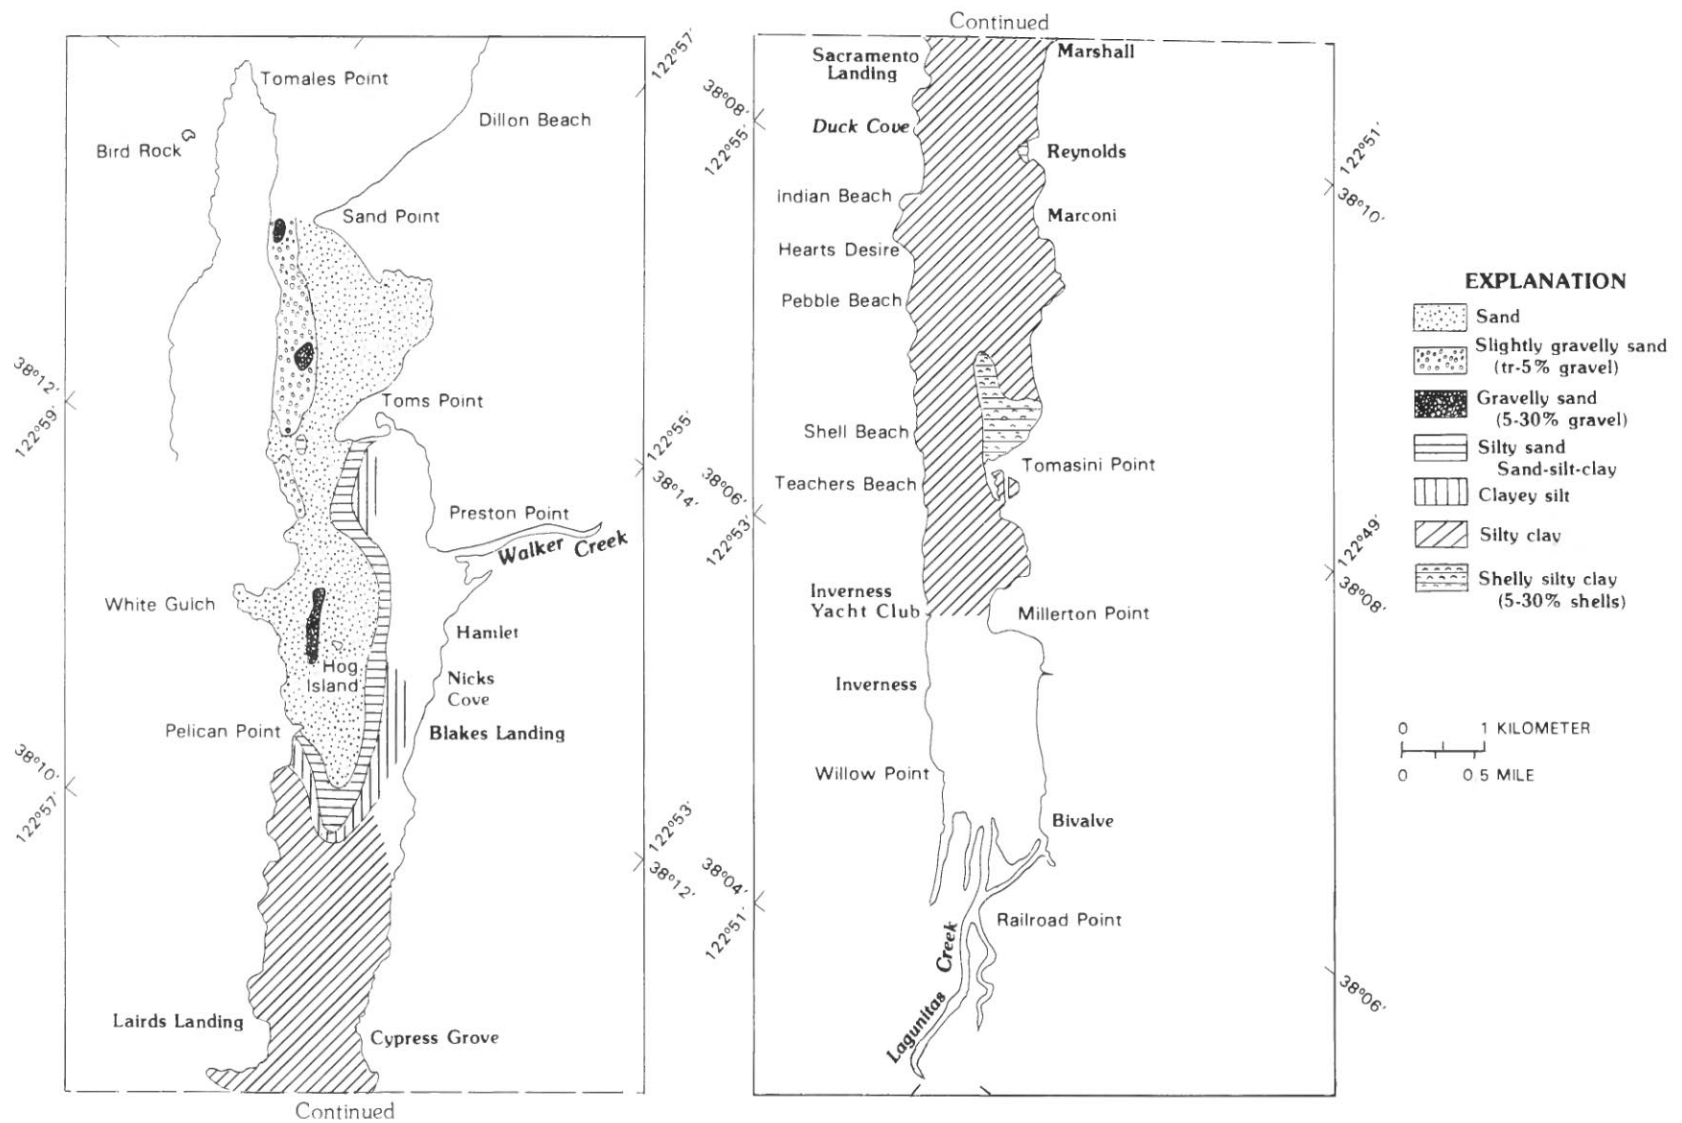 Continued
122°57'
Tomales Point
Dillon Beach
Bird Rock
Sand Point
38°12'
122°59'
Toms Point
122°55'
38°14'
Preston Point
Walker Creek
White Gulch
Hamlet
Hog
Island
Nicks
Cove
Pelican Point
Blakes Landing
38°10'
122°57'
122°53'
38°12'
Lairds Landing
Cypress Grove
Continued
Sacramento
Landing
Marshall
38°08'
122°55'
Duck Cove
Reynolds
122°51'
38°10'
Indian Beach
Marconi
Hearts Desire
Pebble Beach
Shell Beach
Tomasini Point
Teachers Beach
38°06'
122°53'
122°49'
38°08'
Inverness
Yacht Club
Millerton Point
Inverness
Willow Point
Bivalve
38°04'
122°51'
Railroad Point
Lagunitas Creek
38°06'
EXPLANATION
Sand
Slightly gravelly sand
(tr-5% gravel)
Gravelly sand
(5-30% gravel)
Silty sand
Sand-silt-clay
Clayey silt
Silty clay
Shelly silty clay
(5-30% shells)
0 1 KILOMETER
0 0 5 MILE